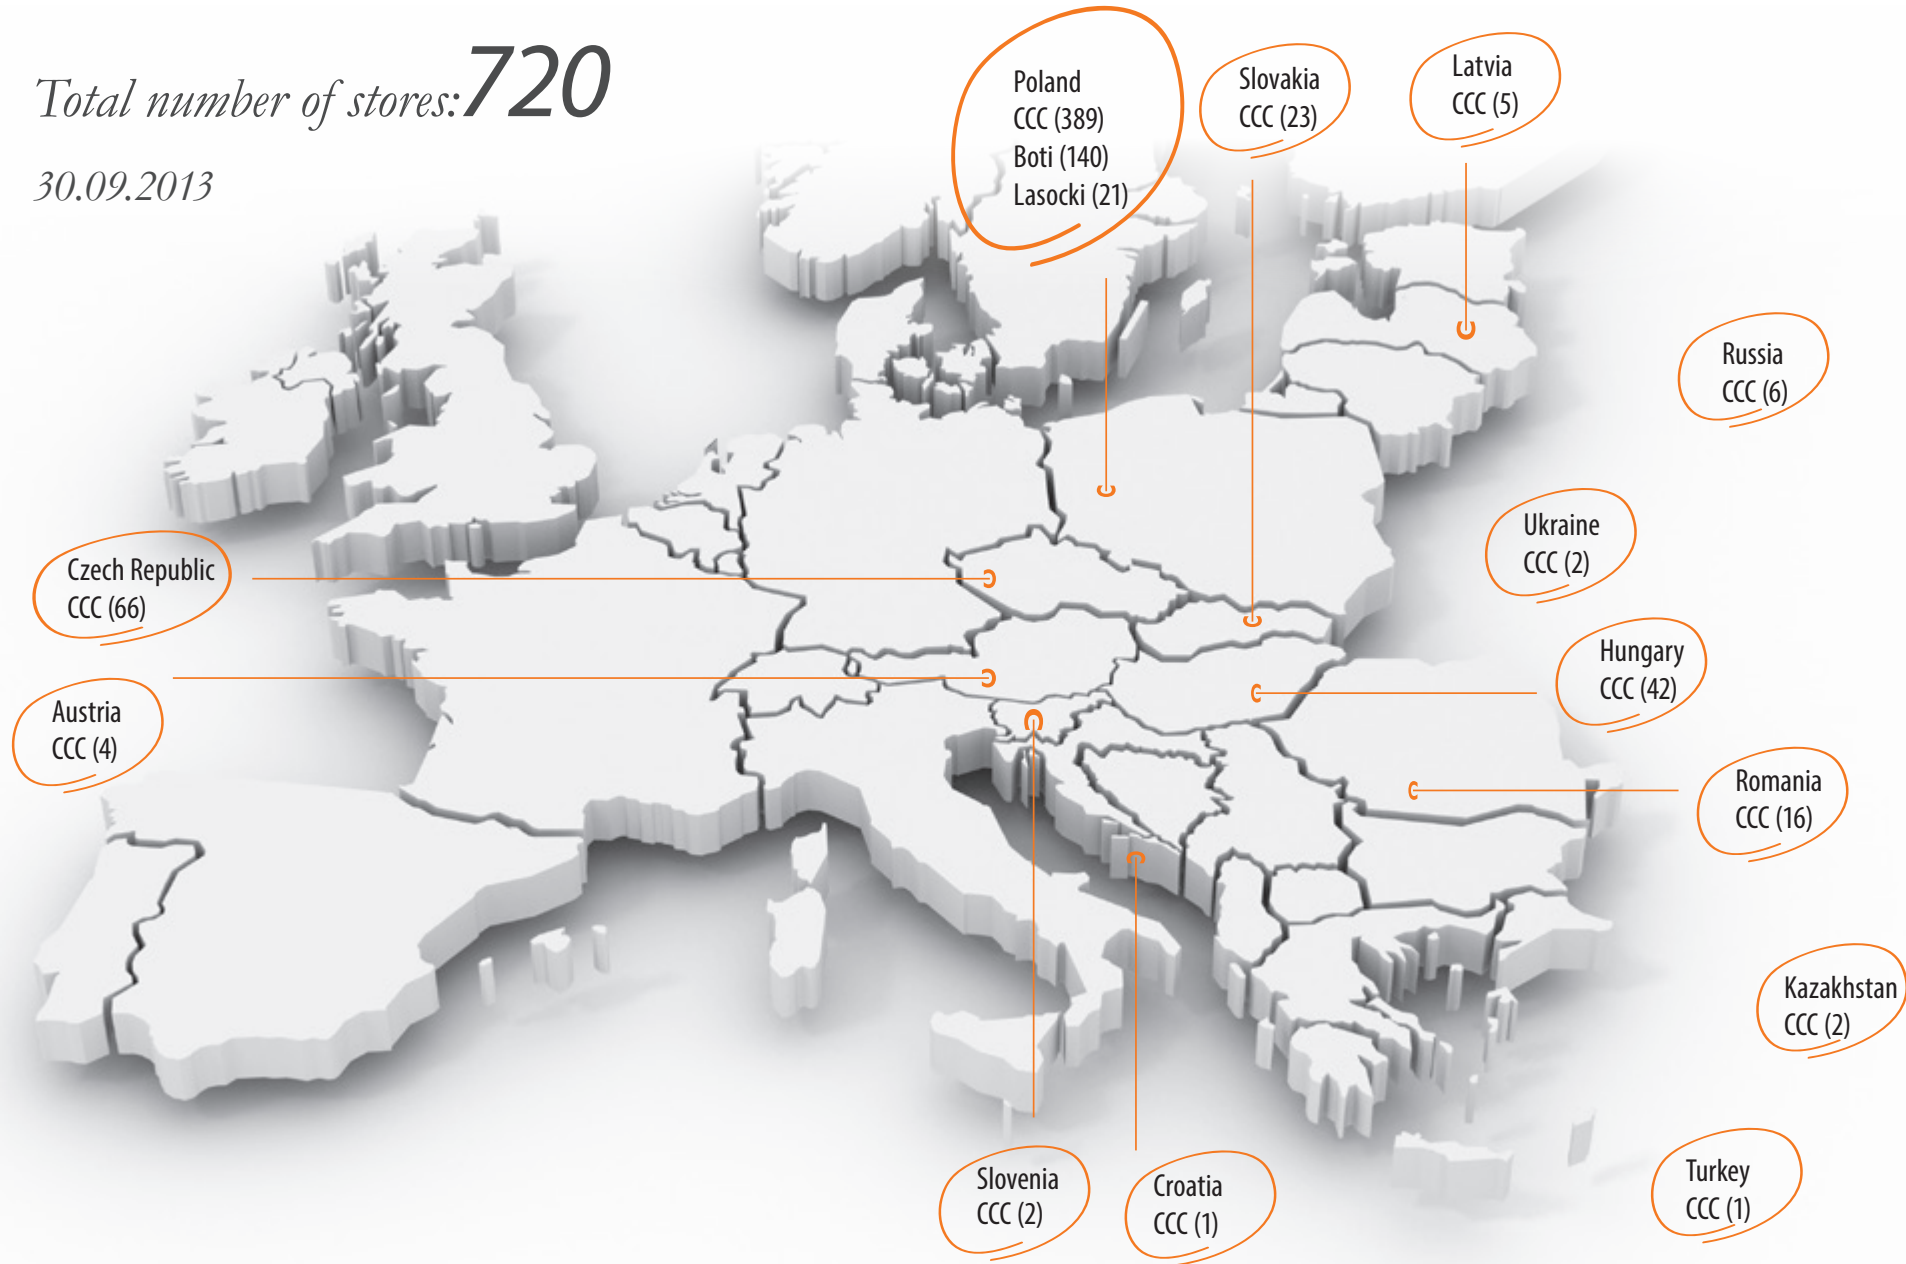 Total number of stores:720
30.09.2013
Poland
CCC (389)
Boti (140)
Lasocki (21)
Slovakia
CCC (23)
Latvia
CCC (5)
Russia
CCC (6)
Ukraine
CCC (2)
Czech Republic
CCC (66)
Hungary
CCC (42)
Austria
CCC (4)
Romania
CCC (16)
Kazakhstan
CCC (2)
Slovenia
CCC (2)
Croatia
CCC (1)
Turkey
CCC (1)